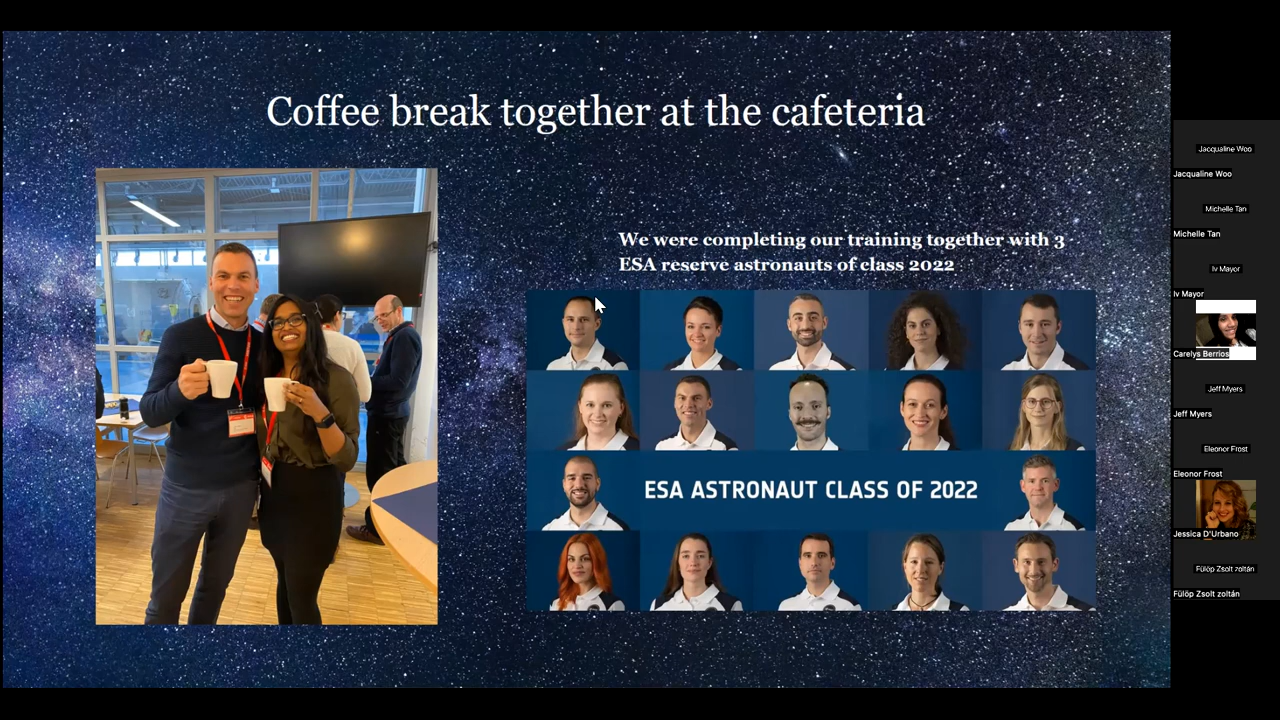 Coffee break together at the cafeteria
We were completing our training together with 3
ESA reserve astronauts of class 2022
ESA ASTRONAUT CLASS OF 2022
Jacqualine Woo
Jacqualine Woo
Michelle Tan
Michelle Tan
Iv Mayor
Iv Mayor
Carelys Berrios
Jeff Myers
Jeff Myers
Eleonor Frost
Eleonor Frost
Jessica D'Urbano
Fülöp Zsolt zoltán
Fülöp Zsolt zoltán